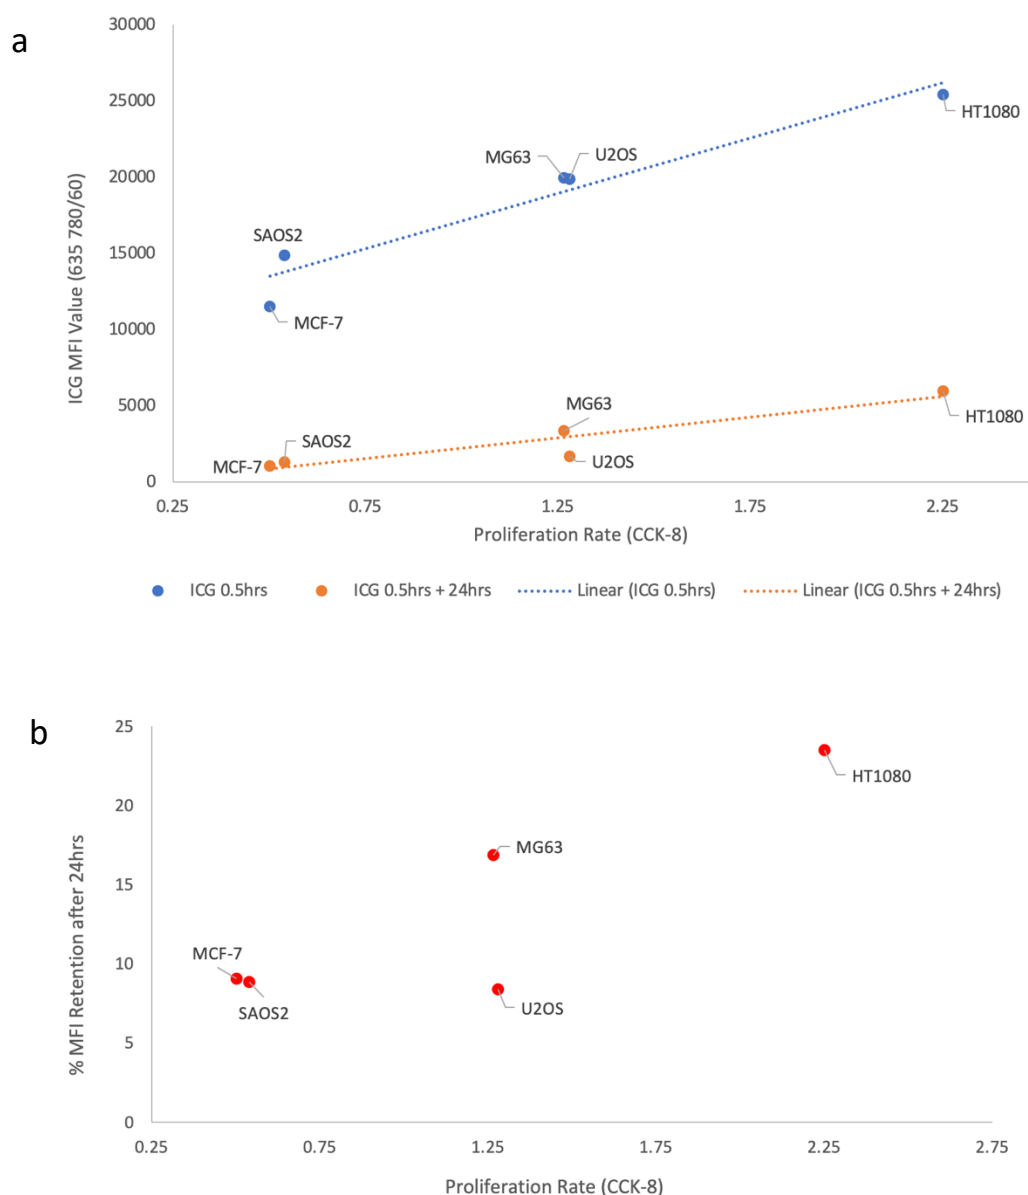 a
30000
25000
20000
15000
10000
5000
0
ICG MFI Value (635 780/60)
HT1080
MG63
U2OS
SAOS2
MCF-7
MG63
HT1080
SAOS2
MCF-7
U2OS
0.25 0.75 1.25 1.75 2.25
Proliferation Rate (CCK-8)
ICG 0.5hrs ICG 0.5hrs + 24hrs Linear (ICG 0.5hrs) Linear (ICG 0.5hrs + 24hrs)
b
25
20
15
10
5
0
% MFI Retention after 24hrs
HT1080
MG63
MCF-7
SAOS2
U2OS
0.25 0.75 1.25 1.75 2.25 2.75
Proliferation Rate (CCK-8)